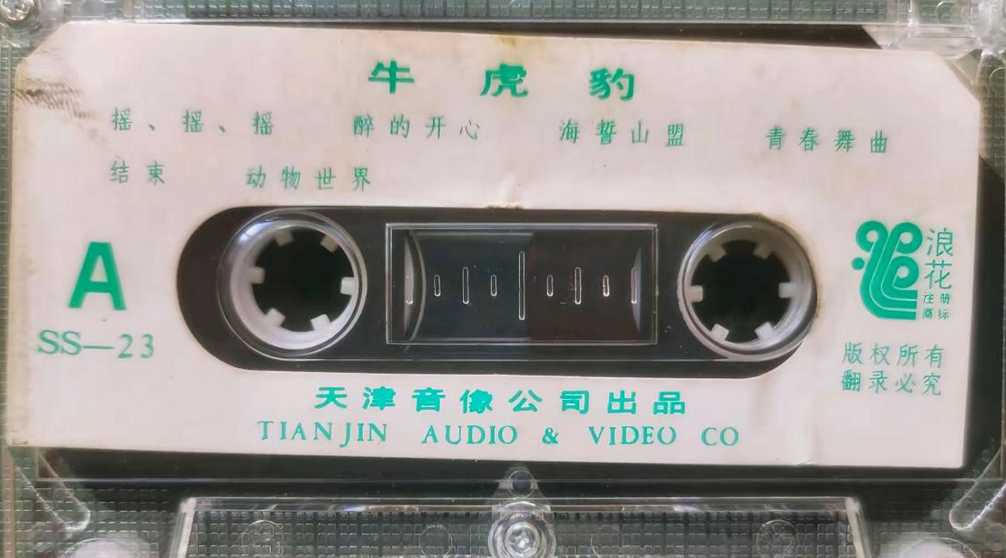 牛虎豹
摇、摇、摇 醉的开心 海誓山盟 青春舞曲
结束 动物世界
A
SS—23
浪花
注册
商标
版权所有
翻录必究
天津音像公司出品
TIANJIN AUDIO & VIDEO CO